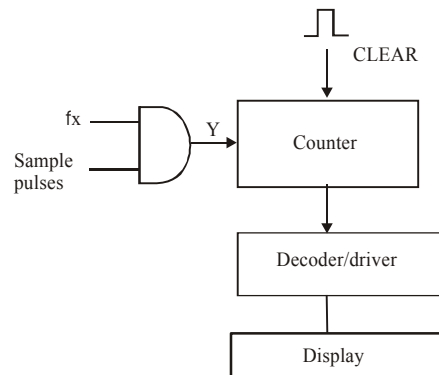 CLEAR
fx
Y
Sample
pulses
Counter
Decoder/driver
Display